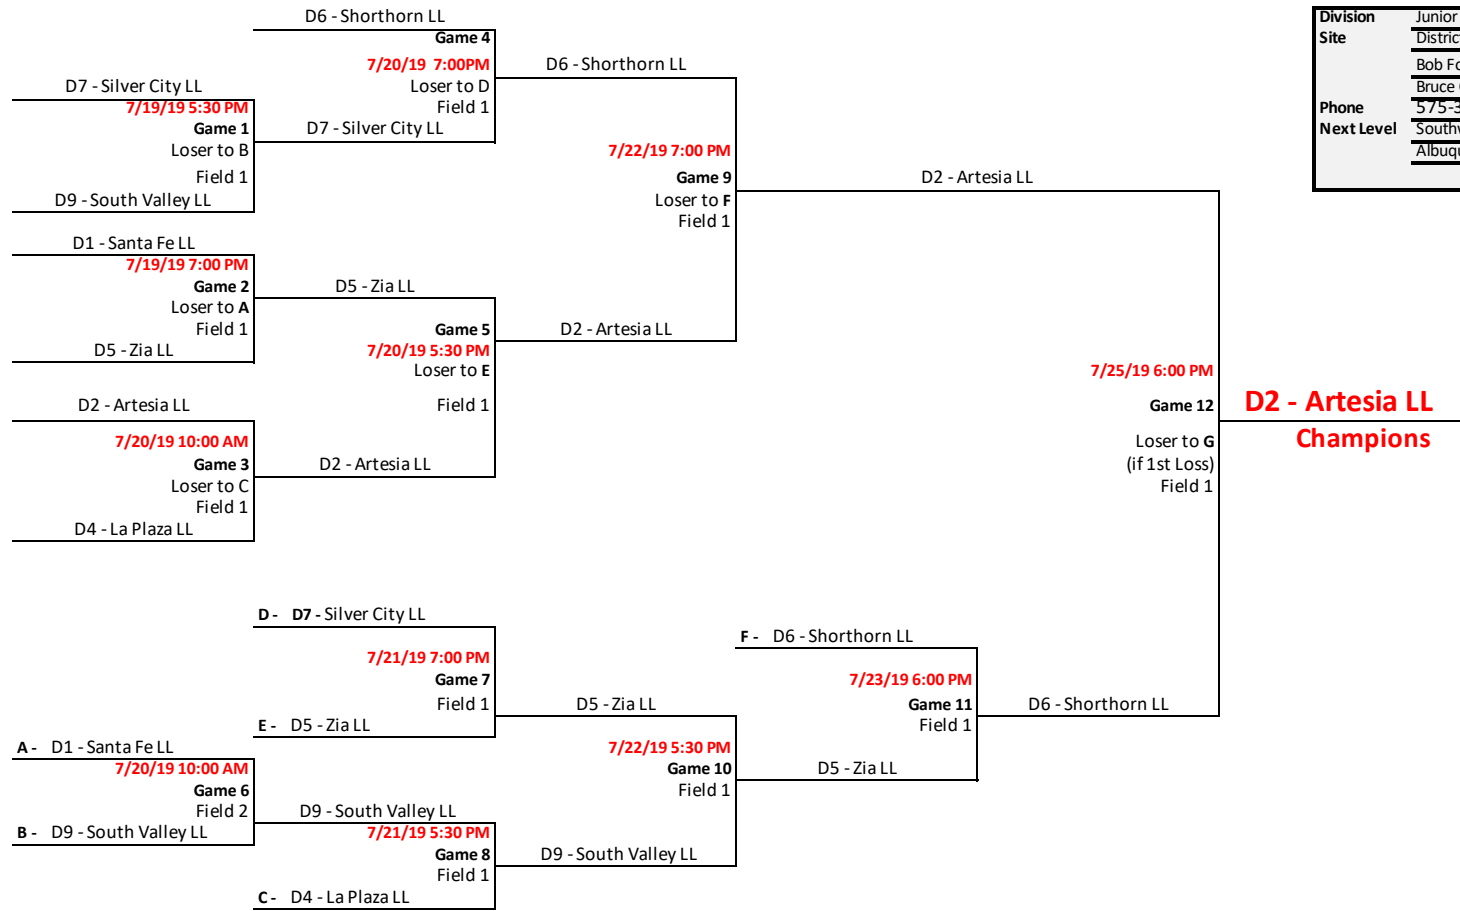 D6 - Shorthorn LL
Game 4
7/20/19 7:00PM
Loser to D
Field 1
D6 - Shorthorn LL
D7 - Silver City LL
7/19/19 5:30 PM
Game 1
Loser to B
Field 1
D7 - Silver City LL
D9 - South Valley LL
7/22/19 7:00 PM
Game 9
Loser to F
Field 1
D2 - Artesia LL
D1 - Santa Fe LL
7/19/19 7:00 PM
Game 2
Loser to A
Field 1
D5 - Zia LL
D5 - Zia LL
Game 5
7/20/19 5:30 PM
Loser to E
Field 1
D2 - Artesia LL
D2 - Artesia LL
7/20/19 10:00 AM
Game 3
Loser to C
Field 1
D2 - Artesia LL
D4 - La Plaza LL
7/25/19 6:00 PM
Game 12
Loser to G
(if 1st Loss)
Field 1
D2 - Artesia LL
Champions
D - D7 - Silver City LL
7/21/19 7:00 PM
Game 7
Field 1
E - D5 - Zia LL
D5 - Zia LL
F - D6 - Shorthorn LL
7/23/19 6:00 PM
Game 11
Field 1
D6 - Shorthorn LL
A - D1 - Santa Fe LL
7/20/19 10:00 AM
Game 6
Field 2
B - D9 - South Valley LL
D9 - South Valley LL
7/21/19 5:30 PM
Game 8
Field 1
C - D4 - La Plaza LL
7/22/19 5:30 PM
Game 10
Field 1
D5 - Zia LL
D9 - South Valley LL
Division Junior
Site
Bob
Bruce
Phone
Next Level